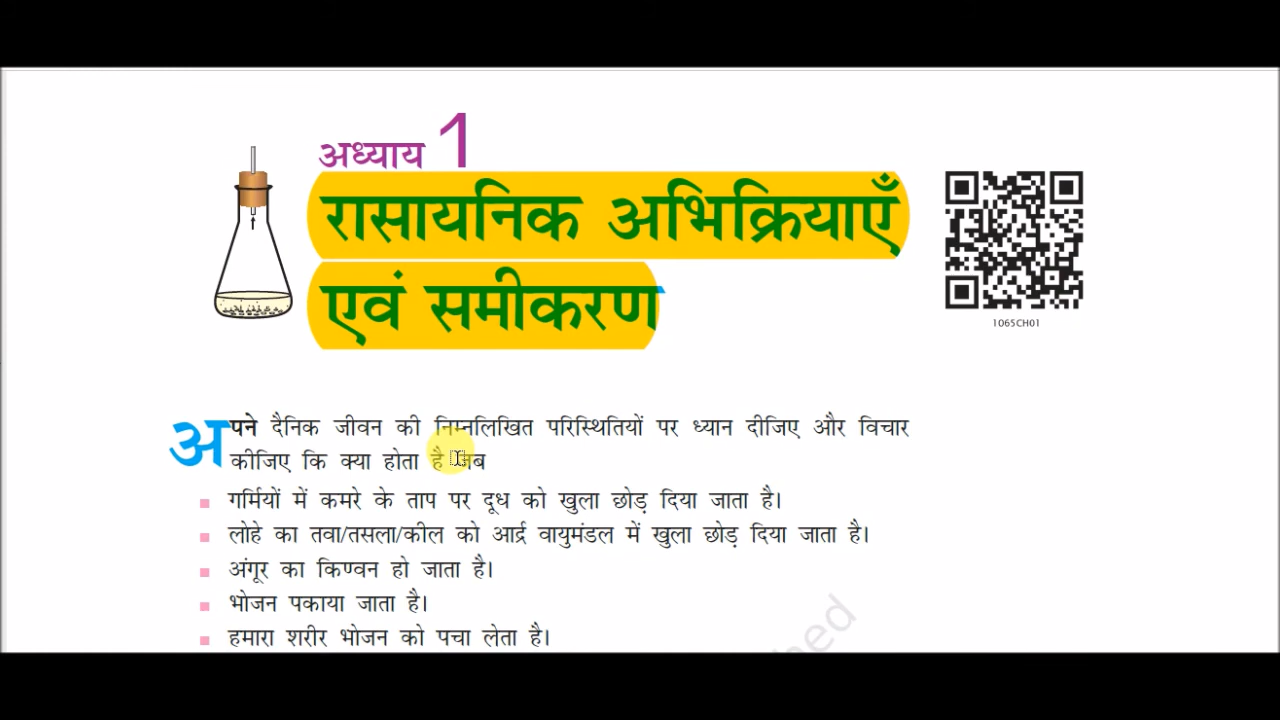 अध्याय 1
रासायनिक अभिक्रियाएँ
एवं समीकरण
1065CH01
अपने दैनिक जीवन की निम्नलिखित परिस्थितियों पर ध्यान दीजिए और विचार
कीजिए कि क्या होता है जब
गर्मियों में कमरे के ताप पर दूध को खुला छोड़ दिया जाता है।
लोहे का तवा/तसला/कील को आर्द्र वायुमंडल में खुला छोड़ दिया जाता है।
अंगूर का किण्वन हो जाता है।
भोजन पकाया जाता है।
हमारा शरीर भोजन को पचा लेता है।